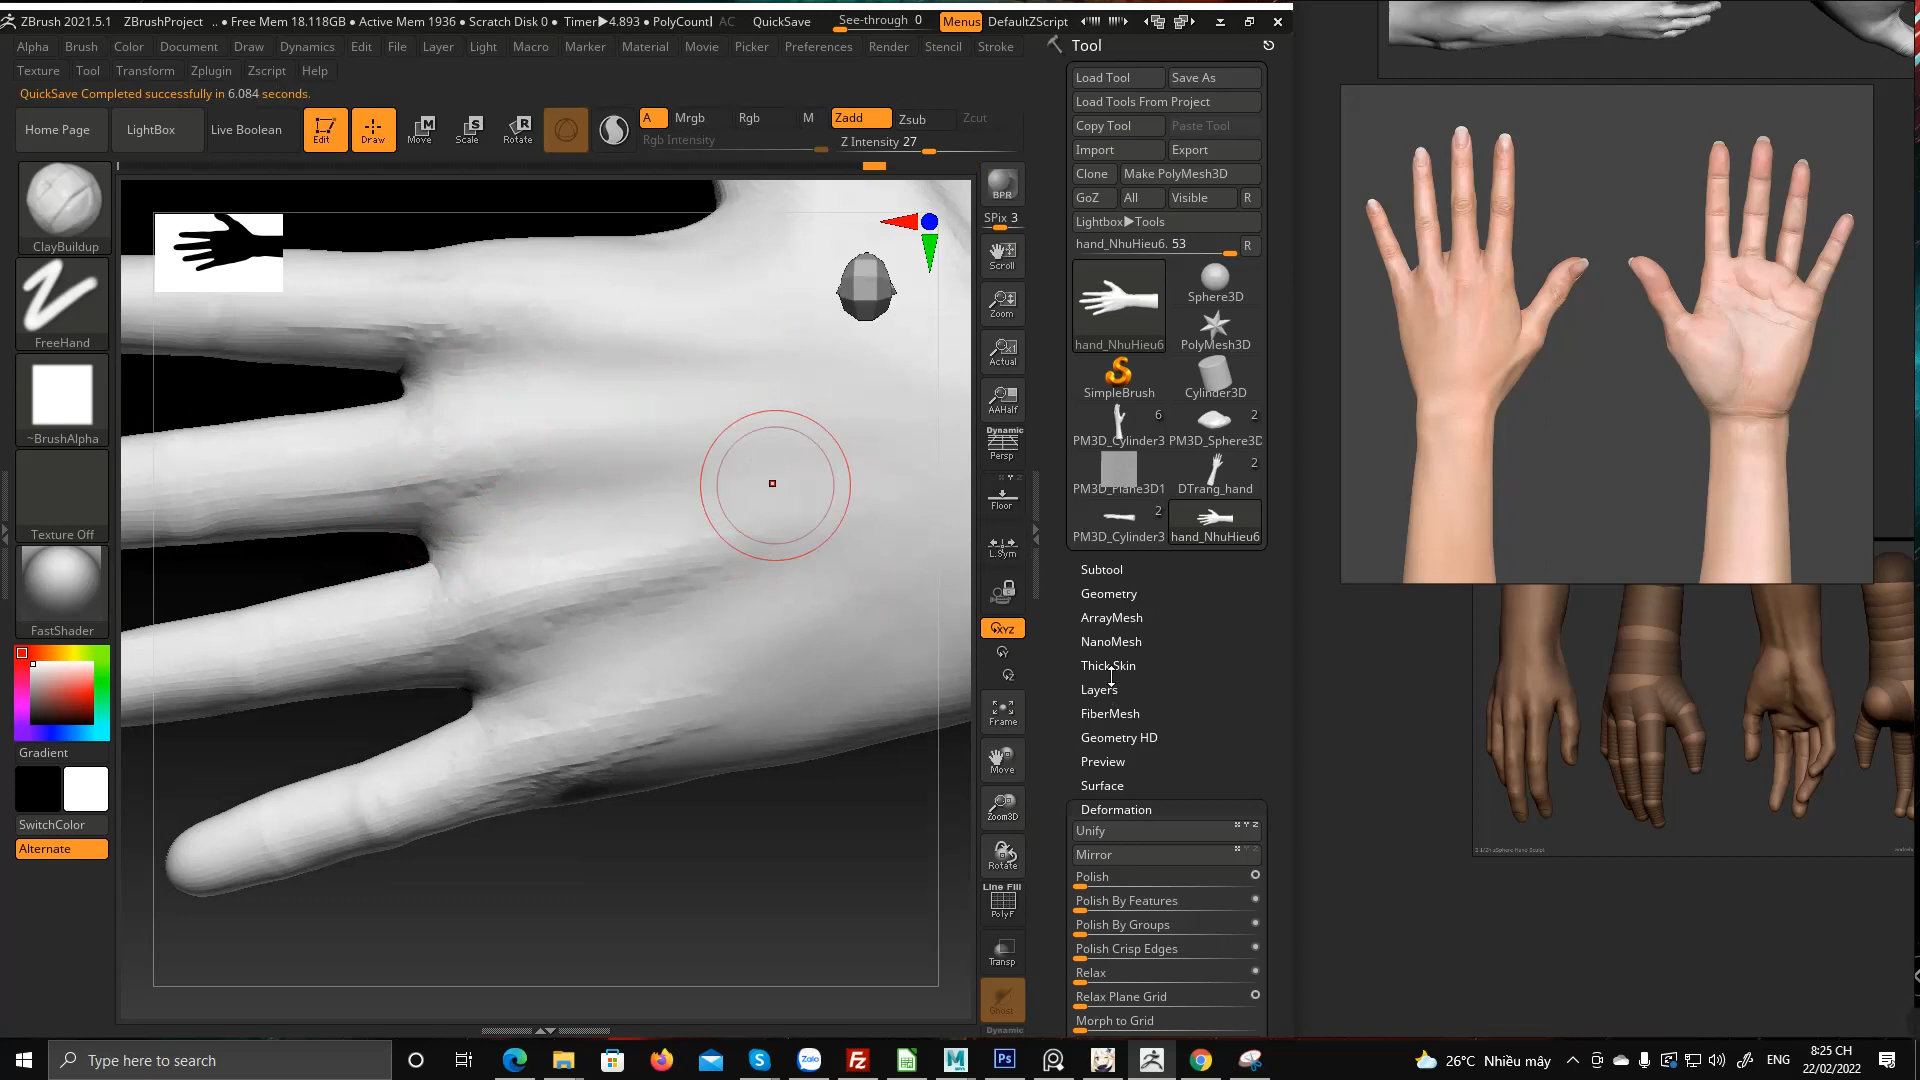 ZBrush 2021.5.1 ZBrushProject .. • Free Mem 18.118GB • Active Mem 1936 • Scratch Disk 0 • Timer▶4.893 • PolyCount AC QuickSave See-through 0 Menus DefaultZScript
Alpha Brush Color Document Draw Dynamics Edit File Layer Light Macro Marker Material Movie Picker Preferences Render Stencil Stroke
Texture Tool Transform Zplugin Zscript Help
QuickSave Completed successfully in 6.084 seconds.
Home Page LightBox Live Boolean Edit Draw Move Scale Rotate A Mrgb Rgb M Zadd Zsub Zcut
Rgb Intensity Z Intensity 27
ClayBuildup
FreeHand
~BrushAlpha
Texture Off
FastShader
Gradient
SwitchColor
Alternate
BPR
SPix 3
Scroll
Zoom
Actual
AAHalf
Dynamic
Persp
Floor
L.Sym
XYZ
Y
Z
Frame
Move
Zoom3D
Rotate
Line Fill
PolyF
Transp
Ghost
Dynamic
Tool
Load Tool Save As
Load Tools From Project
Copy Tool Paste Tool
Import Export
Clone Make PolyMesh3D
GoZ All Visible R
Lightbox▶Tools
hand_NhuHieu6. 53 R
hand_NhuHieu6 Sphere3D
PolyMesh3D
SimpleBrush Cylinder3D
6 2
PM3D_Cylinder3 PM3D_Sphere3D
2
PM3D_Plane3D1 DTrang_hand
2
PM3D_Cylinder3 hand_NhuHieu6
Subtool
Geometry
ArrayMesh
NanoMesh
Thick Skin
Layers
FiberMesh
Geometry HD
Preview
Surface
Deformation
Unify
Mirror
Polish
Polish By Features
Polish By Groups
Polish Crisp Edges
Relax
Relax Plane Grid
Morph to Grid
Type here to search
26°C Nhiều mây ENG 8:25 CH
22/02/2022